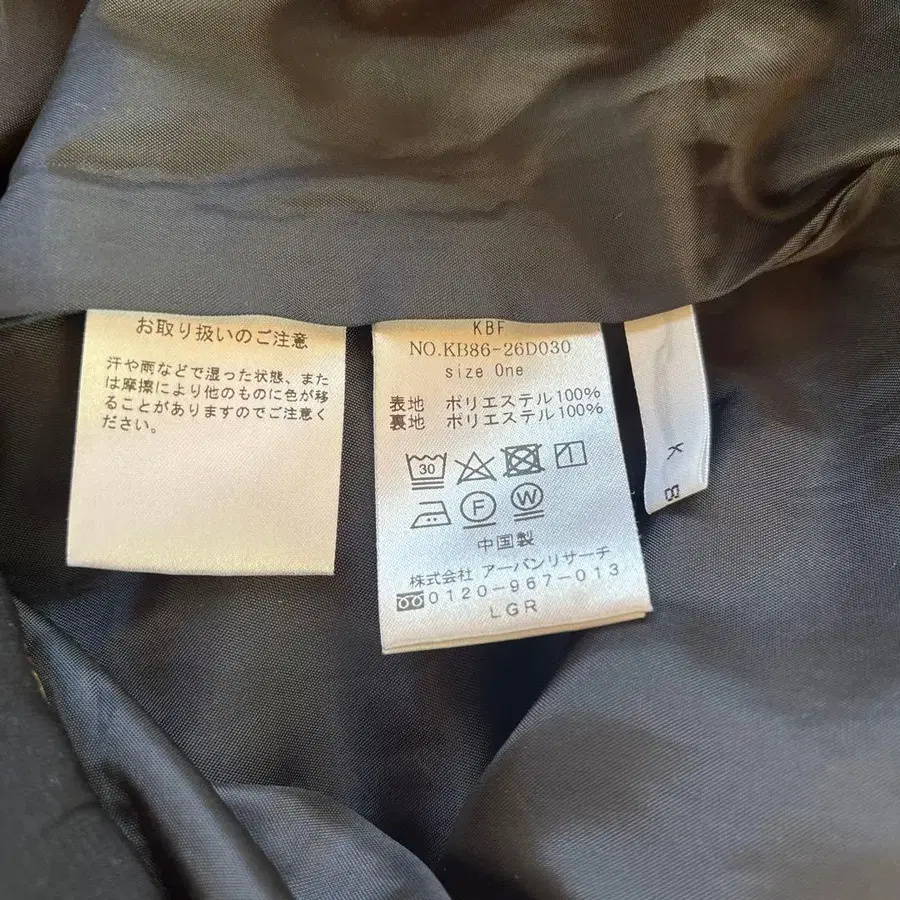 お取り扱いのご注意
汗や雨などで湿った状態、また
は摩擦により他のものに色が移
ることがありますのでご注意く
ださい。
KBF
NO.KB86-26D030
size One
表地 ポリエステル100%
裏地 ポリエステル100%
30
F W
中国製
株式会社 アーバンリサーチ
0120-967-013
LGR
K
B